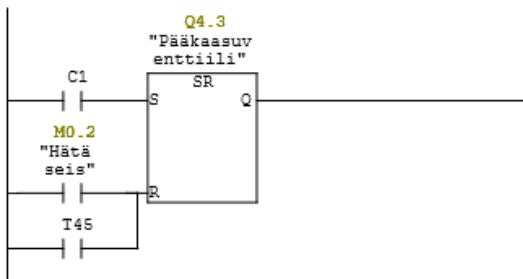 Q4.3
"Pääkaasuv
enttiili"
C1
SR
S
Q
M0.2
"Hätä
seis"
R
T45